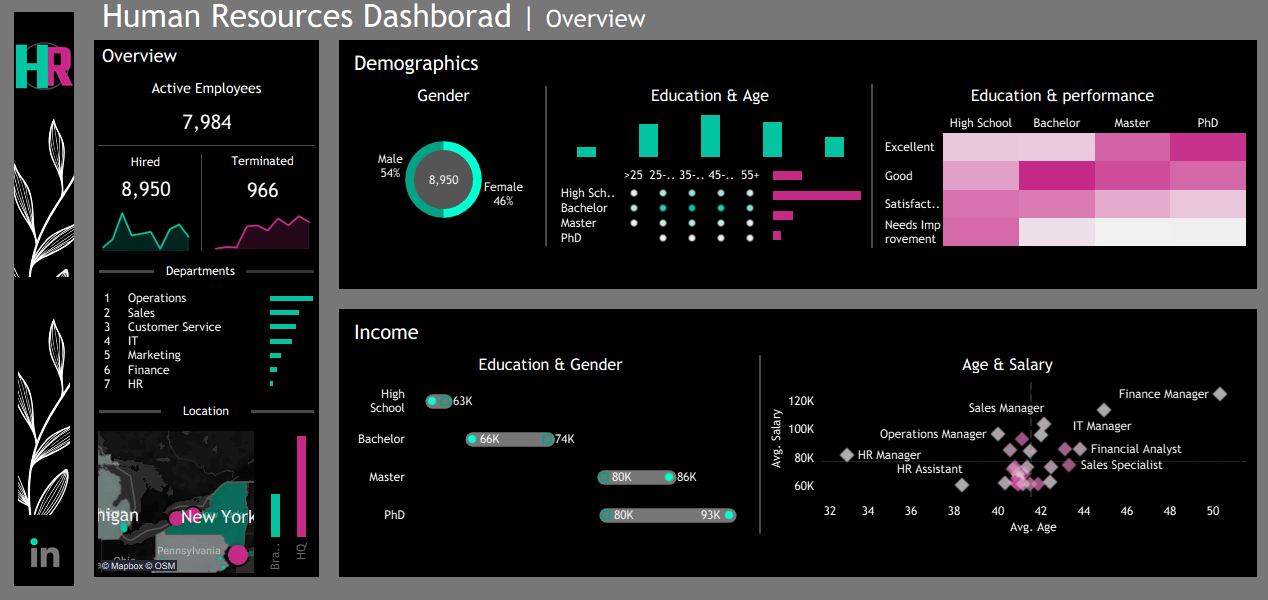 Human Resources Dashborad | Overview
HR
Overview
Active Employees
7,984
Hired
Terminated
8,950
966
Departments
1 Operations
2 Sales
3 Customer Service
4 IT
5 Marketing
6 Finance
7 HR
Location
higan
New York
Pennsylvania
Ohio
© Mapbox © OSM
Bra..
HQ
in
Demographics
Gender
Male
54%
8,950
Female
46%
Education & Age
>25 25-.. 35-.. 45-.. 55+
High Sch..
Bachelor
Master
PhD
Education & performance
High School Bachelor Master PhD
Excellent
Good
Satisfact..
Needs Imp
rovement
Income
Education & Gender
High
School
63K
Bachelor
66K
74K
Master
80K
86K
PhD
80K
93K
Age & Salary
Avg. Salary
120K
100K
80K
60K
Finance Manager
Sales Manager
IT Manager
Operations Manager
Financial Analyst
HR Manager
Sales Specialist
HR Assistant
32 34 36 38 40 42 44 46 48 50
Avg. Age